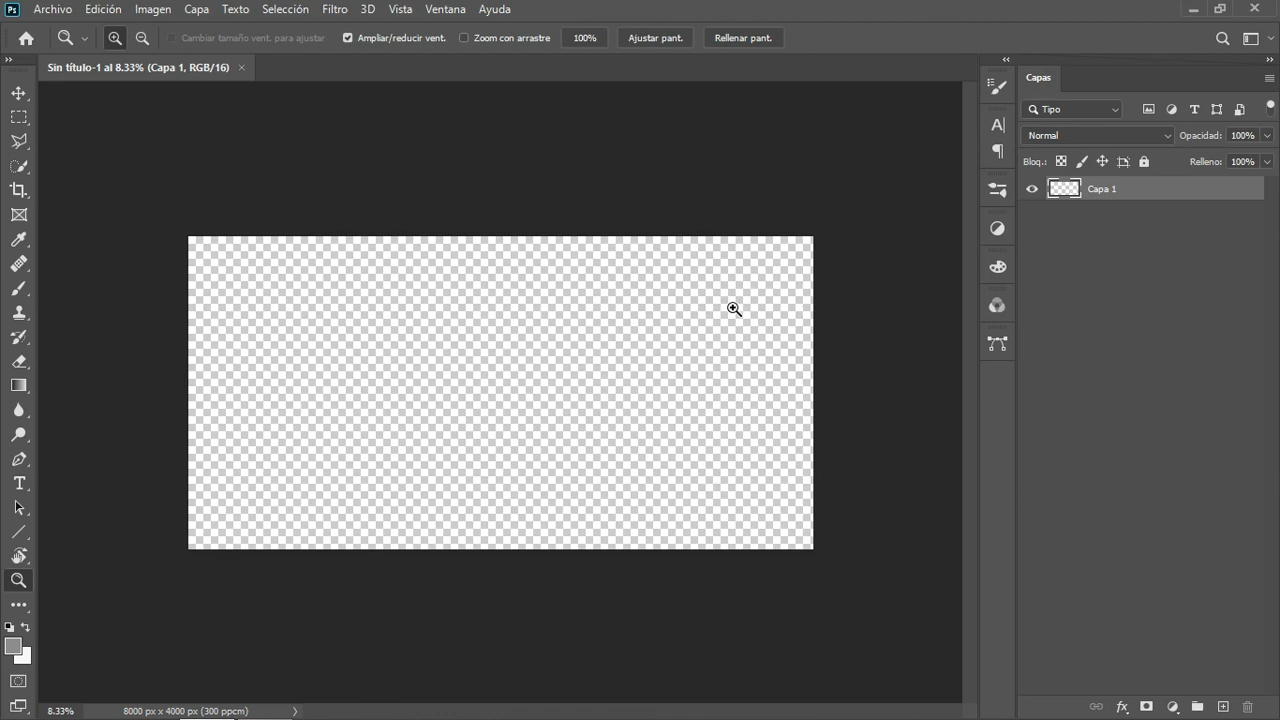 Ps Archivo Edición Imagen Capa Texto Selección Filtro 3D Vista Ventana Ayuda
Cambiar tamaño vent. para ajustar Ampliar/reducir vent. Zoom con arrastre 100% Ajustar pant. Rellenar pant.
Sin título-1 al 8.33% (Capa 1, RGB/16)
Capas
Tipo
Normal Opacidad: 100%
Bloq.: Relleno: 100%
Capa 1
8.33% 8000 px x 4000 px (300 ppcm)